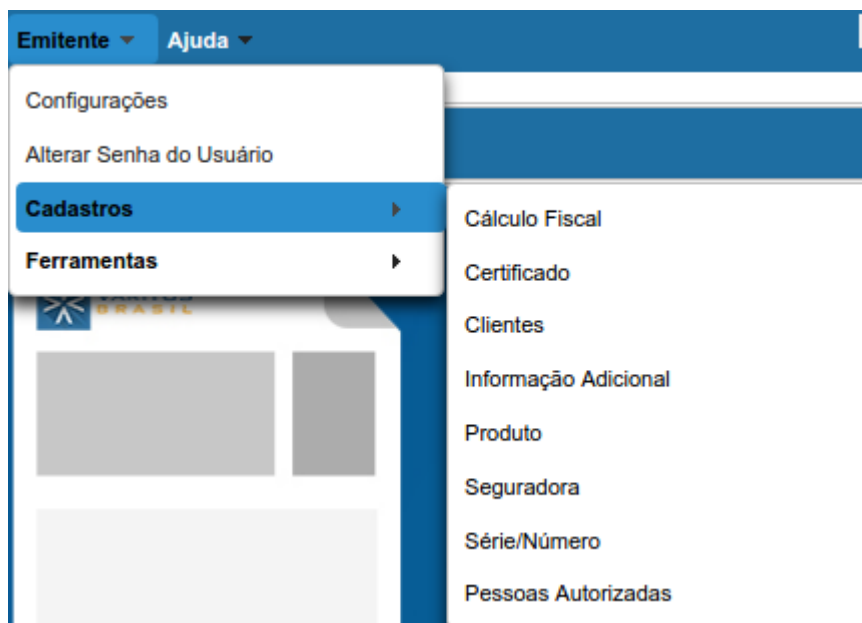 Emitente Ajuda
Configurações
Alterar Senha do Usuário
Cadastros
Ferramentas
Cálculo Fiscal
Certificado
Clientes
Informação Adicional
Produto
Seguradora
Série/Número
Pessoas Autorizadas
BRASIL